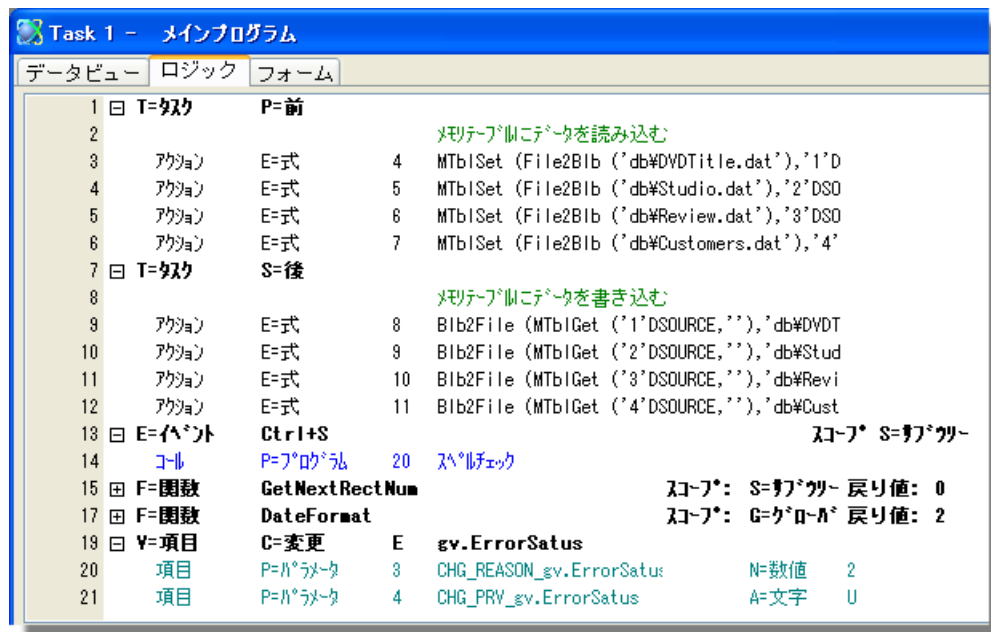 Task 1 - メインプログラム
データビュー ロジック フォーム
1 T=ﾀｽｸ P=前
2 ﾒﾓﾘﾃｰﾌﾞﾙにﾃﾞｰﾀを読み込む
3 ｱｸｼｮﾝ E=式 4 MTblSet (File2Blb ('db¥DVDTitle.dat'),'1'D
4 ｱｸｼｮﾝ E=式 5 MTblSet (File2Blb ('db¥Studio.dat'),'2'DSO
5 ｱｸｼｮﾝ E=式 6 MTblSet (File2Blb ('db¥Review.dat'),'3'DSO
6 ｱｸｼｮﾝ E=式 7 MTblSet (File2Blb ('db¥Customers.dat'),'4'
7 T=ﾀｽｸ S=後
8 ﾒﾓﾘﾃｰﾌﾞﾙにﾃﾞｰﾀを書き込む
9 ｱｸｼｮﾝ E=式 8 Blb2File (MTblGet ('1'DSOURCE,''),'db¥DVDT
10 ｱｸｼｮﾝ E=式 9 Blb2File (MTblGet ('2'DSOURCE,''),'db¥Stud
11 ｱｸｼｮﾝ E=式 10 Blb2File (MTblGet ('3'DSOURCE,''),'db¥Revi
12 ｱｸｼｮﾝ E=式 11 Blb2File (MTblGet ('4'DSOURCE,''),'db¥Cust
13 E=ｲﾍﾞﾝﾄ Ctrl+S ｽｺｰﾌﾟ S=ｻﾌﾞﾂﾘｰ
14 ｺｰﾙ P=ﾌﾟﾛｸﾞﾗﾑ 20 ｽﾍﾟﾙﾁｪｯｸ
15 F=関数 GetNextRectNum ｽｺｰﾌﾟ: S=ｻﾌﾞﾂﾘｰ 戻り値: 0
17 F=関数 DateFormat ｽｺｰﾌﾟ: G=ｸﾞﾛｰﾊﾞ 戻り値: 2
19 V=項目 C=変更 E gv.ErrorSatus
20 項目 P=ﾊﾟﾗﾒｰﾀ 3 CHG_REASON_gv.ErrorSatus N=数値 2
21 項目 P=ﾊﾟﾗﾒｰﾀ 4 CHG_PRV_gv.ErrorSatus A=文字 U